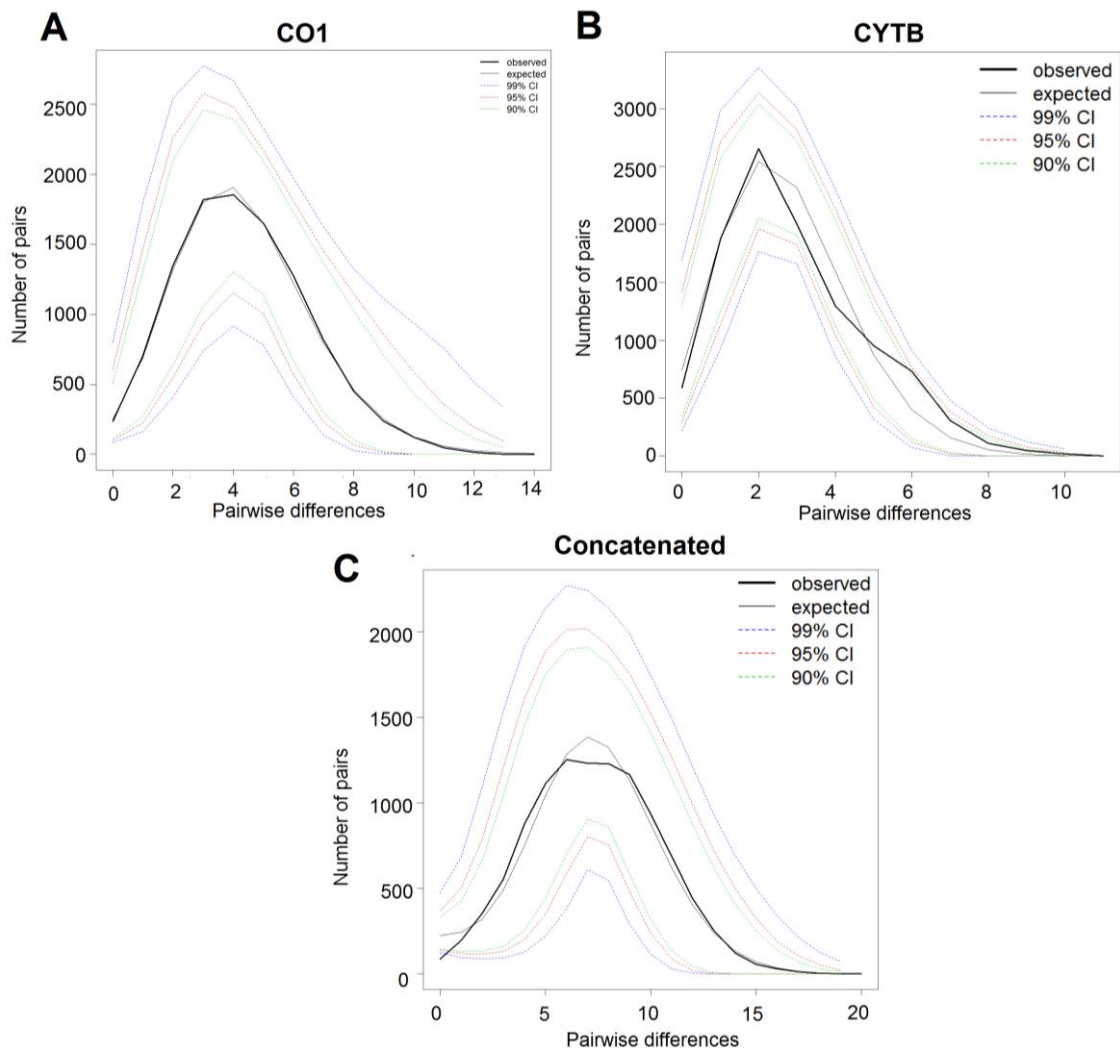 A
CO1
2500
2000
1500
1000
500
0
Number of pairs
observed
expected
99% CI
95% CI
90% CI
0 2 4 6 8 10 12 14
Pairwise differences
B
CYTB
3000
2500
2000
1500
1000
500
0
Number of pairs
observed
expected
99% CI
95% CI
90% CI
0 2 4 6 8 10
Pairwise differences
C
Concatenated
2000
1500
1000
500
0
Number of pairs
observed
expected
99% CI
95% CI
90% CI
0 5 10 15 20
Pairwise differences